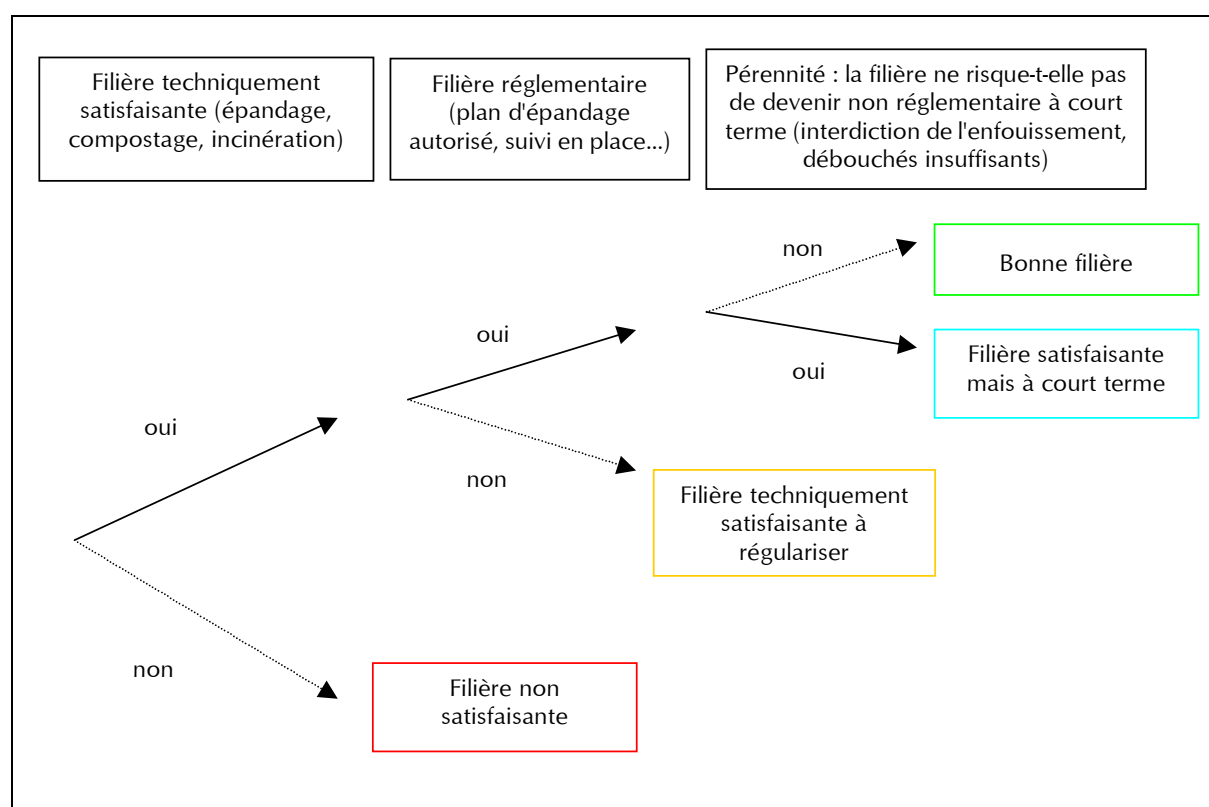 Filière techniquement
satisfaisante (épandage,
compostage, incinération)
Filière réglementaire
(plan d'épandage
autorisé, suivi en place...)
Pérennité : la filière ne risque-t-elle pas
de devenir non réglementaire à court
terme (interdiction de l'enfouissement,
débouchés insuffisants)
non
Bonne filière
oui
Filière satisfaisante
mais à court terme
oui
oui
non
Filière techniquement
satisfaisante à
régulariser
non
Filière non
satisfaisante